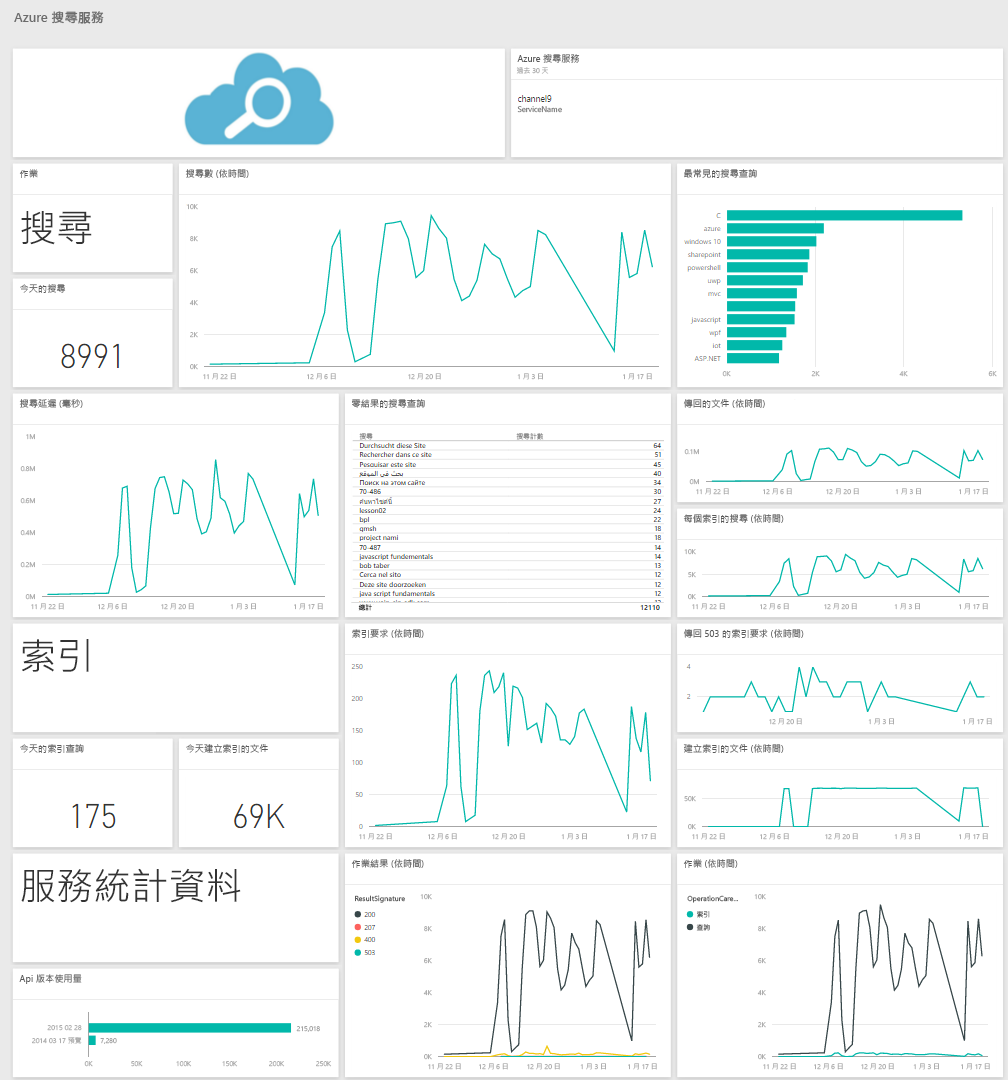 Azure 搜尋服務
Azure 搜尋服務
過去 30 天
channel9
ServiceName
作業
搜尋
今天的搜尋
8991
搜尋數 (依時間)
10K
8K
6K
4K
2K
0K
11 月 22 日 12 月 6 日 12 月 20 日 1 月 3 日 1 月 17 日
最常見的搜尋查詢
C
azure
windows 10
sharepoint
powershell
uwp
mvc
javascript
wpf
iot
ASP.NET
0K 2K 4K 6K
搜尋延遲 (毫秒)
1M
0.8M
0.6M
0.4M
0.2M
0M
11 月 22 日 12 月 6 日 12 月 20 日 1 月 3 日 1 月 17 日
零結果的搜尋查詢
搜尋 搜尋計數
Durchsucht diese Site 64
Rechercher dans ce site 51
Pesquisar este site 45
بحث في الموقع 40
Поиск на этом сайте 34
70-486 30
ค้นหาไซต์นี้ 27
lesson02 24
bpl 22
qmsh 18
project nami 18
70-487 14
javascript fundementals 14
bob taber 13
Cerca nel sito 12
Deze site doorzoeken 12
java script fundamentals 12
總計 12110
傳回的文件 (依時間)
0.1M
0M
11 月 22 日 12 月 6 日 12 月 20 日 1 月 3 日 1 月 17 日
每個索引的搜尋 (依時間)
10K
5K
0K
11 月 22 日 12 月 6 日 12 月 20 日 1 月 3 日 1 月 17 日
索引
今天的索引查詢
175
今天建立索引的文件
69K
索引要求 (依時間)
250
200
150
100
50
0
11 月 22 日 12 月 6 日 12 月 20 日 1 月 3 日 1 月 17 日
傳回 503 的索引要求 (依時間)
4
2
12 月 20 日 1 月 3 日 1 月 17 日
建立索引的文件 (依時間)
50K
0K
11 月 22 日 12 月 6 日 12 月 20 日 1 月 3 日 1 月 17 日
服務統計資料
Api 版本使用量
2015 02 28 215,018
2014 03 17 預覽 7,280
0K 50K 100K 150K 200K 250K
作業結果 (依時間)
ResultSignature
200
207
400
503
10K
8K
6K
4K
2K
0K
11 月 22 日 12 月 6 日 12 月 20 日 1 月 3 日 1 月 17 日
作業 (依時間)
OperationCare...
索引
查詢
10K
8K
6K
4K
2K
0K
11 月 22 日 12 月 6 日 12 月 20 日 1 月 3 日 1 月 17 日